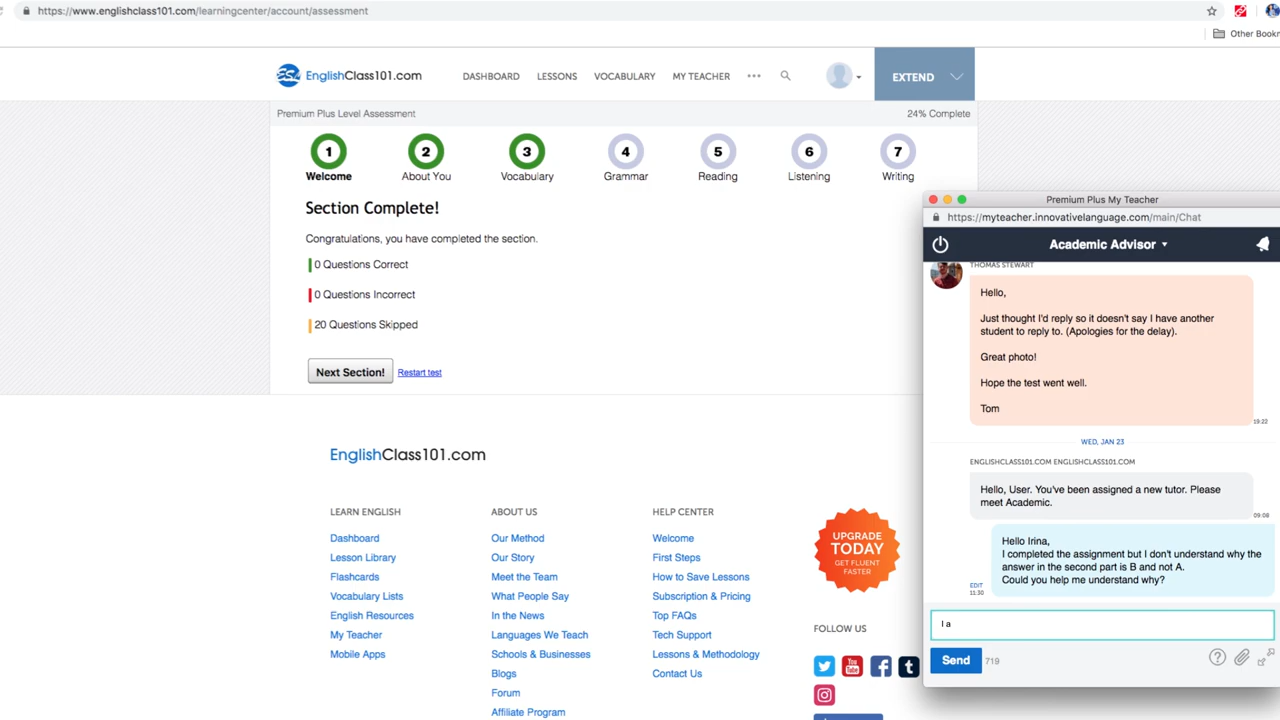 https://www.englishclass101.com/learningcenter/account/assessment
Other Bookm
EnglishClass101.com
DASHBOARD
LESSONS
VOCABULARY
MY TEACHER
EXTEND
Premium Plus Level Assessment
24% Complete
1
2
3
4
5
6
7
Welcome
About You
Vocabulary
Grammar
Reading
Listening
Writing
Section Complete!
Congratulations, you have completed the section.
0 Questions Correct
0 Questions Incorrect
20 Questions Skipped
Next Section!
Restart test
EnglishClass101.com
LEARN ENGLISH
Dashboard
Lesson Library
Flashcards
Vocabulary Lists
English Resources
My Teacher
Mobile Apps
ABOUT US
Our Method
Our Story
Meet the Team
What People Say
In the News
Languages We Teach
Schools & Businesses
Blogs
Forum
Affiliate Program
HELP CENTER
Welcome
First Steps
How to Save Lessons
Subscription & Pricing
Top FAQs
Tech Support
Lessons & Methodology
Contact Us
UPGRADE
TODAY
GET FLUENT
FASTER
FOLLOW US
You
Tube
Premium Plus My Teacher
https://myteacher.innovativelanguage.com/main/Chat
Academic Advisor
THOMAS STEWART
Hello,
Just thought I'd reply so it doesn't say I have another
student to reply to. (Apologies for the delay).
Great photo!
Hope the test went well.
Tom
19:22
WED, JAN 23
ENGLISHCLASS101.COM ENGLISHCLASS101.COM
Hello, User. You've been assigned a new tutor. Please
meet Academic.
09:08
Hello Irina,
I completed the assignment but I don't understand why the
answer in the second part is B and not A.
Could you help me understand why?
EDIT
11:30
I a
Send
719